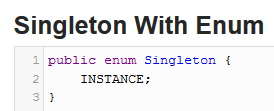 Singleton With Enum
1 public enum Singleton {
2     INSTANCE;
3 }